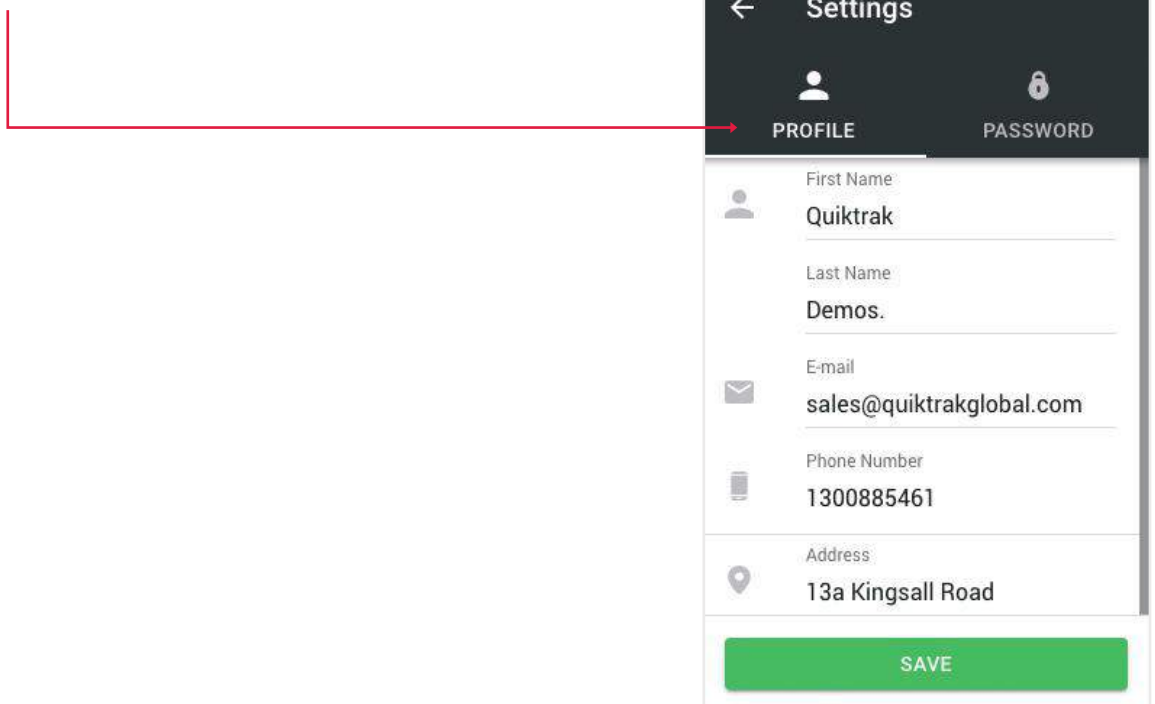 Settings
PROFILE PASSWORD
First Name
Quiktrak
Last Name
Demos.
E-mail
sales@quiktrakglobal.com
Phone Number
1300885461
Address
13a Kingsall Road
SAVE